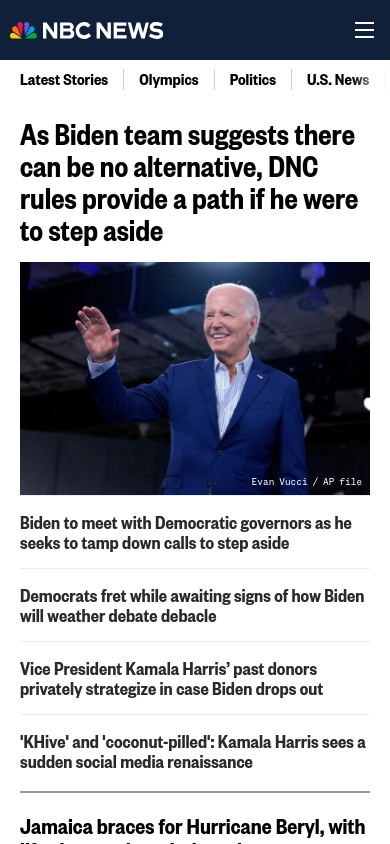 NBC NEWS
Latest Stories
Olympics
Politics
U.S. News
As Biden team suggests there
can be no alternative, DNC
rules provide a path if he were
to step aside
Evan Vucci / AP file
Biden to meet with Democratic governors as he
seeks to tamp down calls to step aside
Democrats fret while awaiting signs of how Biden
will weather debate debacle
Vice President Kamala Harris’ past donors
privately strategize in case Biden drops out
'KHive' and 'coconut-pilled': Kamala Harris sees a
sudden social media renaissance
Jamaica braces for Hurricane Beryl, with